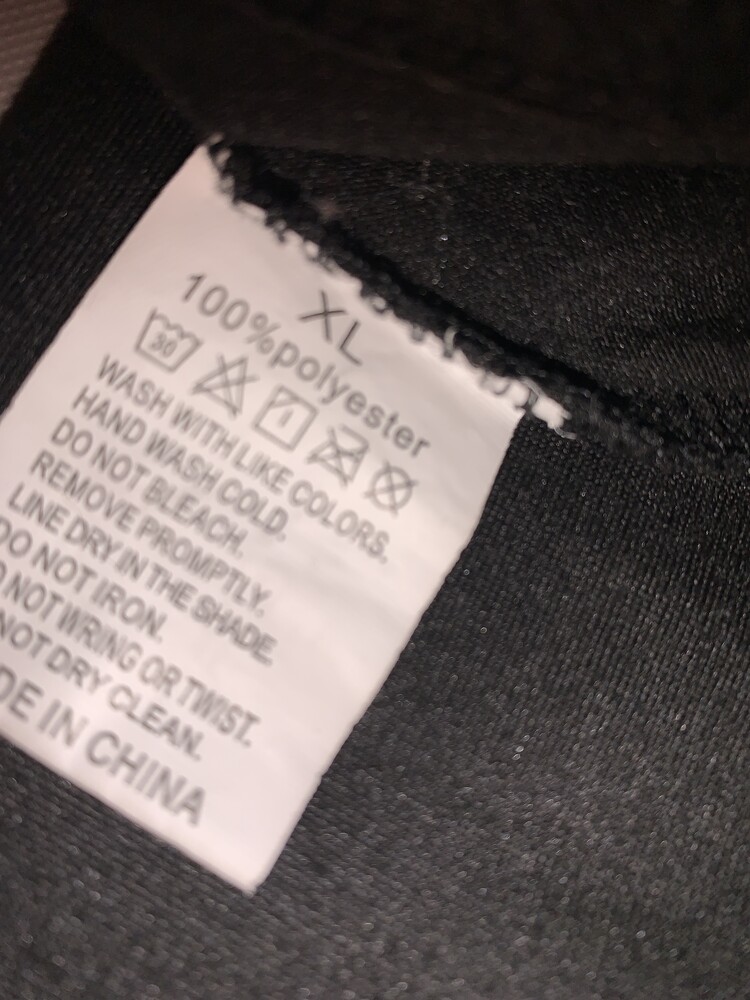 XL
100%polyester
30
WASH WITH LIKE COLORS.
HAND WASH COLD.
DO NOT BLEACH.
REMOVE PROMPTLY.
LINE DRY IN THE SHADE.
DO NOT IRON.
O NOT WRING OR TWIST.
NOT DRY CLEAN.
DE IN CHINA